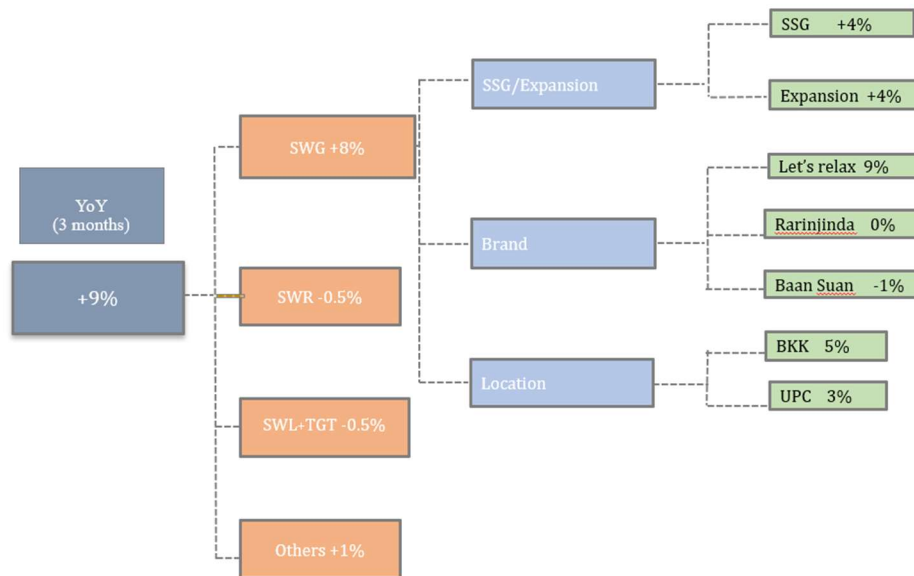 YoY
(3 months)
+9%
SWG +8%
SWR -0.5%
SWL+TGT -0.5%
Others +1%
SSG/Expansion
Brand
Location
SSG +4%
Expansion +4%
Let's relax 9%
Rarinjinda 0%
Baan Suan -1%
BKK 5%
UPC 3%